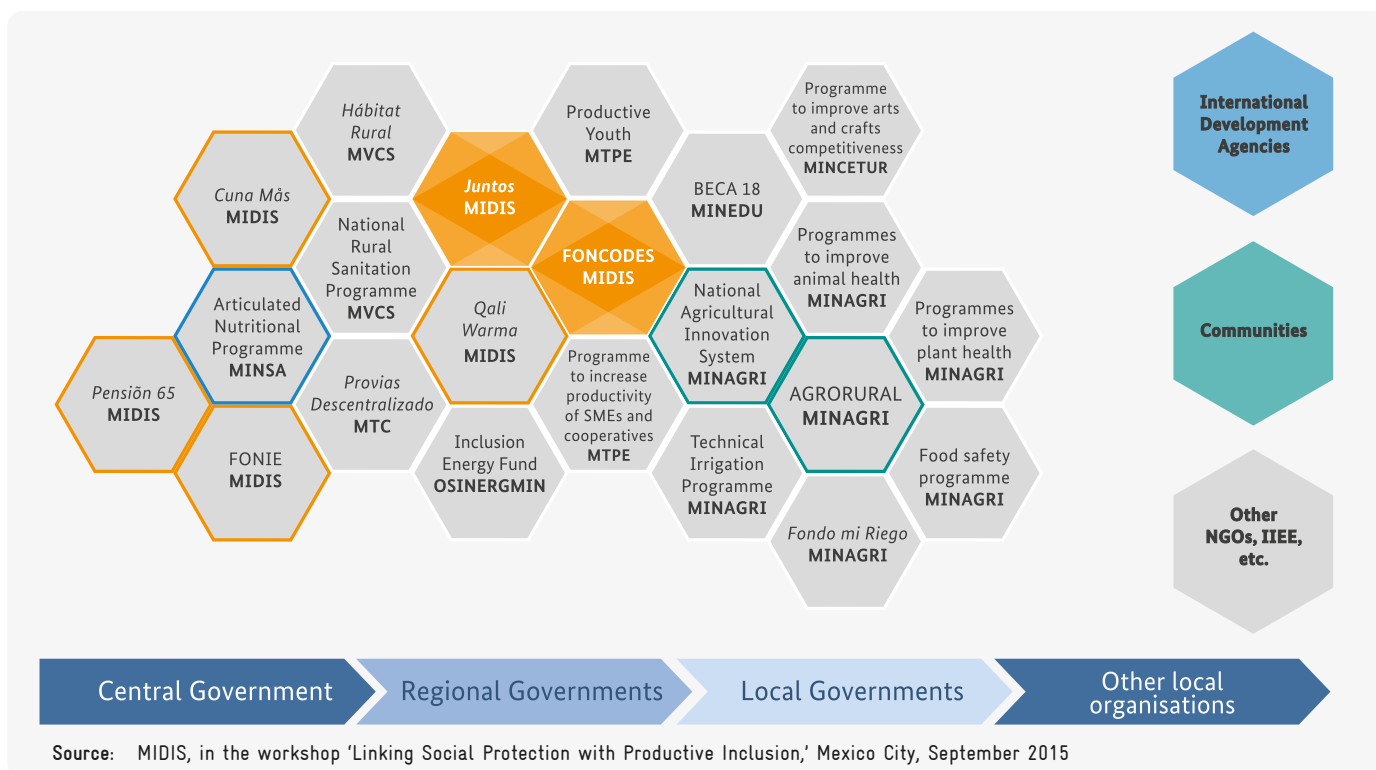 Hábitat
Rural
MVCS
Productive
Youth
MTPE
Programme
to improve arts
and crafts
competitiveness
MINCETUR
Cuna Mås
MIDIS
Juntos
MIDIS
BECA 18
MINEDU
National
Rural
Sanitation
Programme
MVCS
FONCODES
MIDIS
Programmes
to improve
animal health
MINAGRI
Articulated
Nutritional
Programme
MINSA
Qali
Warma
MIDIS
National
Agricultural
Innovation
System
MINAGRI
Programmes
to improve
plant health
MINAGRI
Pensiõn 65
MIDIS
Provias
Descentralizado
MTC
Programme
to increase
productivity
of SMEs and
cooperatives
MTPE
AGRORURAL
MINAGRI
FONIE
MIDIS
Inclusion
Energy Fund
OSINERGMIN
Technical
Irrigation
Programme
MINAGRI
Food safety
programme
MINAGRI
Fondo mi Riego
MINAGRI
International
Development
Agencies
Communities
Other
NGOs, IIEE,
etc.
Central Government
Regional Governments
Local Governments
Other local
organisations
Source: MIDIS, in the workshop ‘Linking Social Protection with Productive Inclusion,’ Mexico City, September 2015